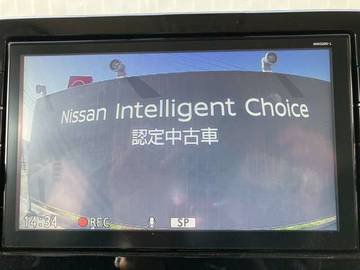 Nissan Intelligent Choice
認定中古車
14:34 REC SP